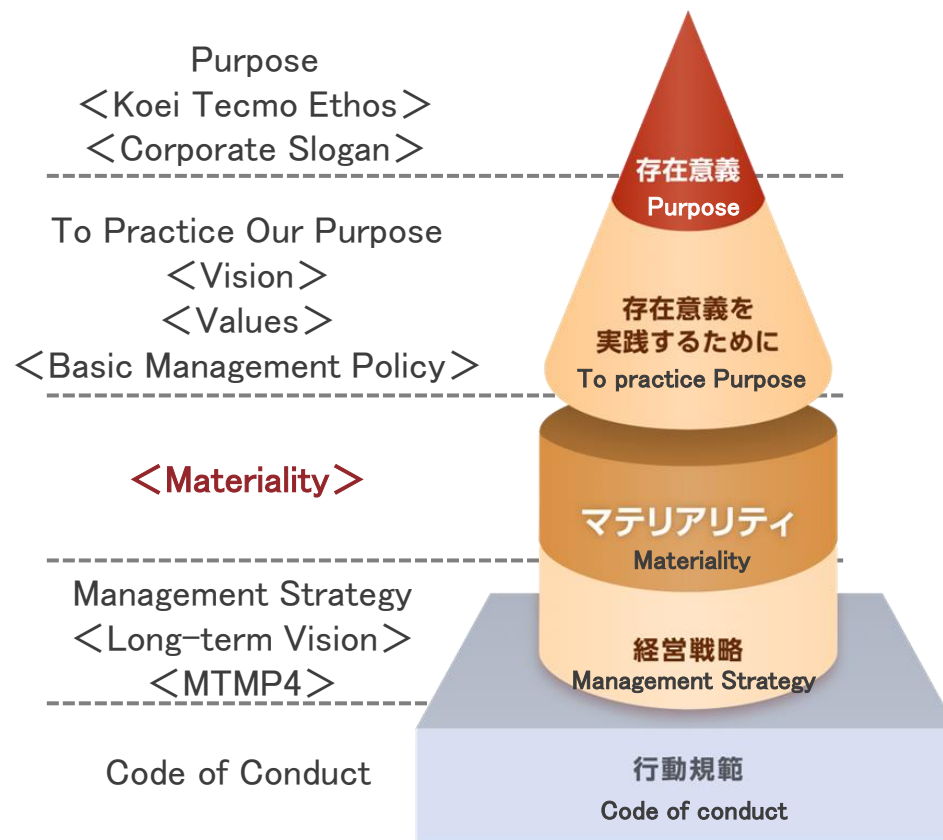 Purpose
＜Koei Tecmo Ethos＞
＜Corporate Slogan＞
存在意義
Purpose
To Practice Our Purpose
＜Vision＞
＜Values＞
＜Basic Management Policy＞
存在意義を
実践するために
To practice Purpose
＜Materiality＞
マテリアリティ
Materiality
Management Strategy
＜Long-term Vision＞
＜MTMP4＞
経営戦略
Management Strategy
Code of Conduct
行動規範
Code of conduct